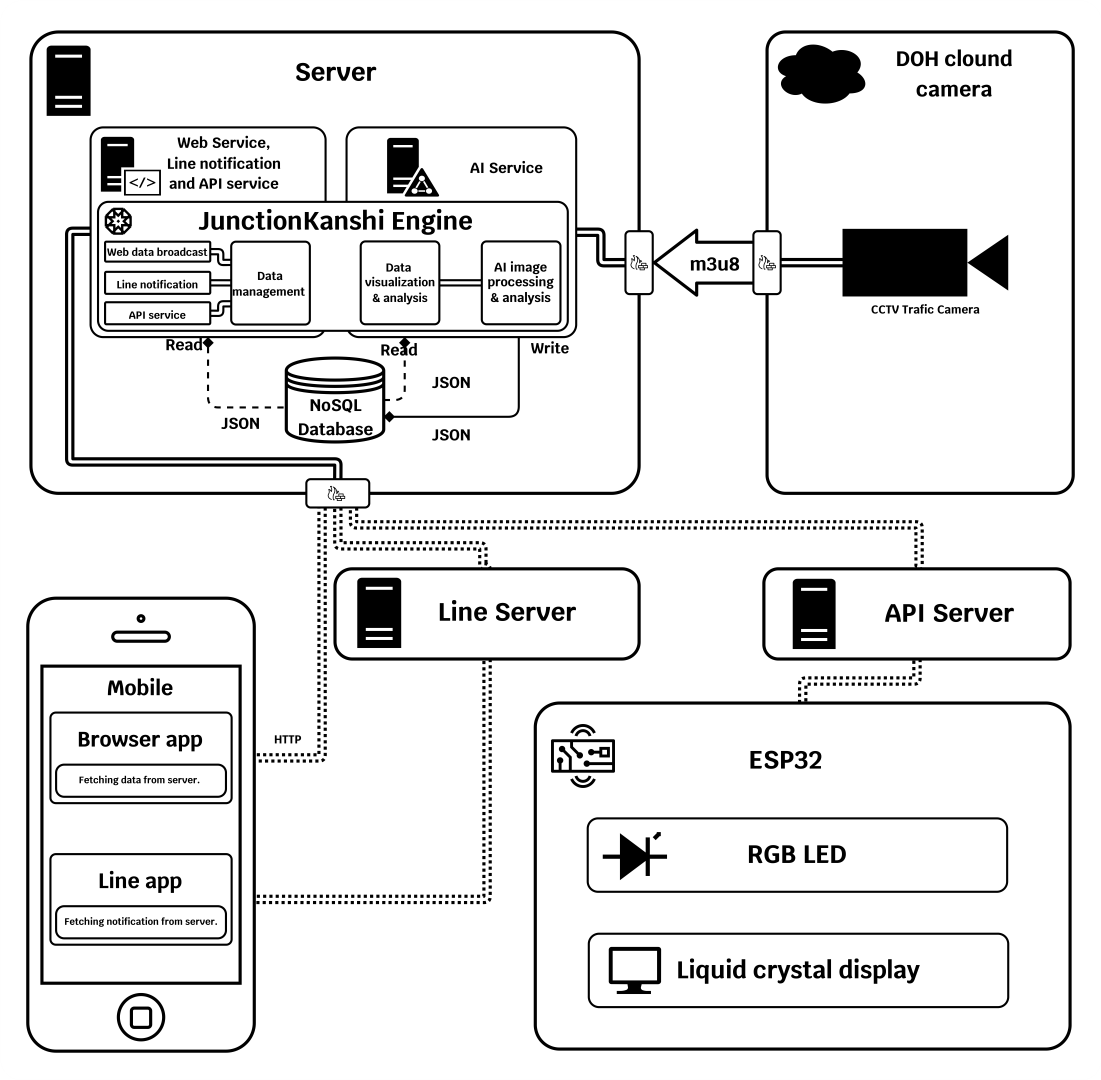 Server
Web Service,
Line notification
and API service
</>
AI Service
JunctionKanshi Engine
Web data broadcast
Line notification
API service
Data
management
Data
visualization
& analysis
AI image
processing
& analysis
Read
Read
Write
JSON
JSON
JSON
NoSQL
Database
m3u8
DOH clound
camera
CCTV Trafic Camera
Line Server
API Server
HTTP
Mobile
Browser app
Fetching data from server.
Line app
Fetching notification from server.
ESP32
RGB LED
Liquid crystal display